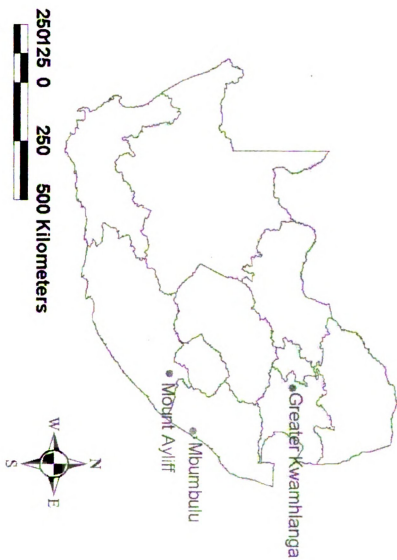 Greater Kwamhlanga
Mbumbulu
Mount Ayliff
250125 0 250 500 Kilometers
N
W E
S